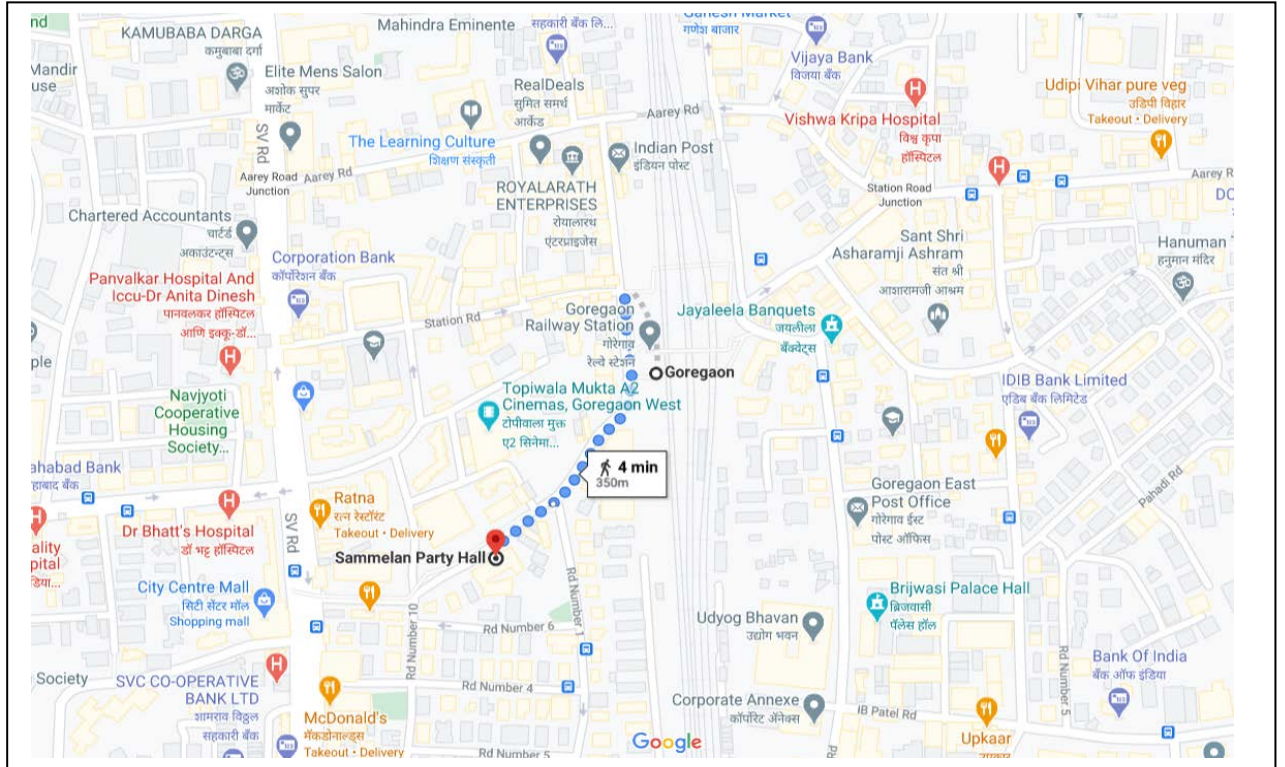 nd
KAMUBABA DARGA
कमुबाबा दर्गा
Mahindra Eminente
सहकारी बँक लि...
Ganesh Market
गणेश बाजार
Vijaya Bank
विजया बँक
Mandir
use
Elite Mens Salon
अशोक सुपर
मार्केट
RealDeals
सुमित समर्थ
आर्केड
Udipi Vihar pure veg
उडिपी विहार
Takeout • Delivery
Vishwa Kripa Hospital
विश्व कृपा
हॉस्पिटल
SV Rd
The Learning Culture
शिक्षण संस्कृती
Aarey Rd
Indian Post
इंडियन पोस्ट
Aarey Road
Junction
Aarey Rd
ROYALARATH
ENTERPRISES
रोयालारथ
एंटरप्राइजेस
Station Road
Junction
Aarey R
DC
Chartered Accountants
चार्टर्ड
अकाउंटन्ट्स
Sant Shri
Asharamji Ashram
संत श्री
आशारामजी आश्रम
Hanuman
हनुमान मंदिर
Corporation Bank
कॉर्पोरेशन बँक
Panvalkar Hospital And
Iccu-Dr Anita Dinesh
पानवलकर हॉस्पिटल
आणि इक्कू-डॉ...
Station Rd
Goregaon
Railway Station
गोरेगाव
रेल्वे स्टेशन
Jayaleela Banquets
जयलीला
बँक्वेट्स
ple
Goregaon
Navjyoti
Cooperative
Housing
Society...
Topiwala Mukta A2
Cinemas, Goregaon West
टोपीवाला मुक्त
ए2 सिनेमा...
IDIB Bank Limited
एडिब बँक लिमिटेड
4 min
350m
ahabad Bank
हाबाद बँक
Goregaon East
Post Office
गोरेगाव ईस्ट
पोस्ट ऑफिस
Pahadi Rd
Ratna
रत्न रेस्टॉरंट
Takeout • Delivery
Dr Bhatt's Hospital
डॉ भट्ट हॉस्पिटल
ality
pital
डिया...
SV Rd
Sammelan Party Hall
City Centre Mall
सिटी सेंटर मॉल
Shopping mall
Rd Number 10
Rd Number 6
Rd Number 1
Udyog Bhavan
उद्योग भवन
Brijwasi Palace Hall
ब्रिजवासी
पॅलेस हॉल
Society
SVC CO-OPERATIVE
BANK LTD
शामराव विठ्ठल
सहकारी बँक
Rd Number 4
Rd Number 5
Bank Of India
बँक ऑफ इंडिया
Corporate Annexe
कॉर्पोरेट ॲनेक्स
IB Patel Rd
McDonald's
मॅकडोनाल्ड्स
Takeout • Delivery
Rd Number 5
Google
Rd
Upkaar